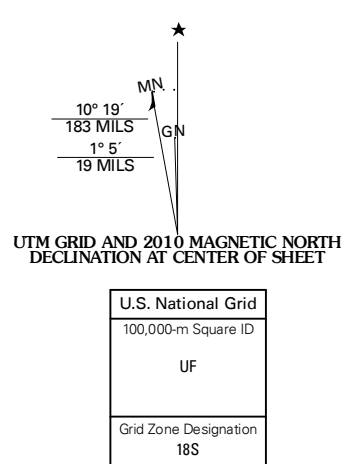 MN
10° 19´
183 MILS
GN
1° 5´
19 MILS
UTM GRID AND 2010 MAGNETIC NORTH
DECLINATION AT CENTER OF SHEET
U.S. National Grid
100,000-m Square ID
UF
Grid Zone Designation
18S